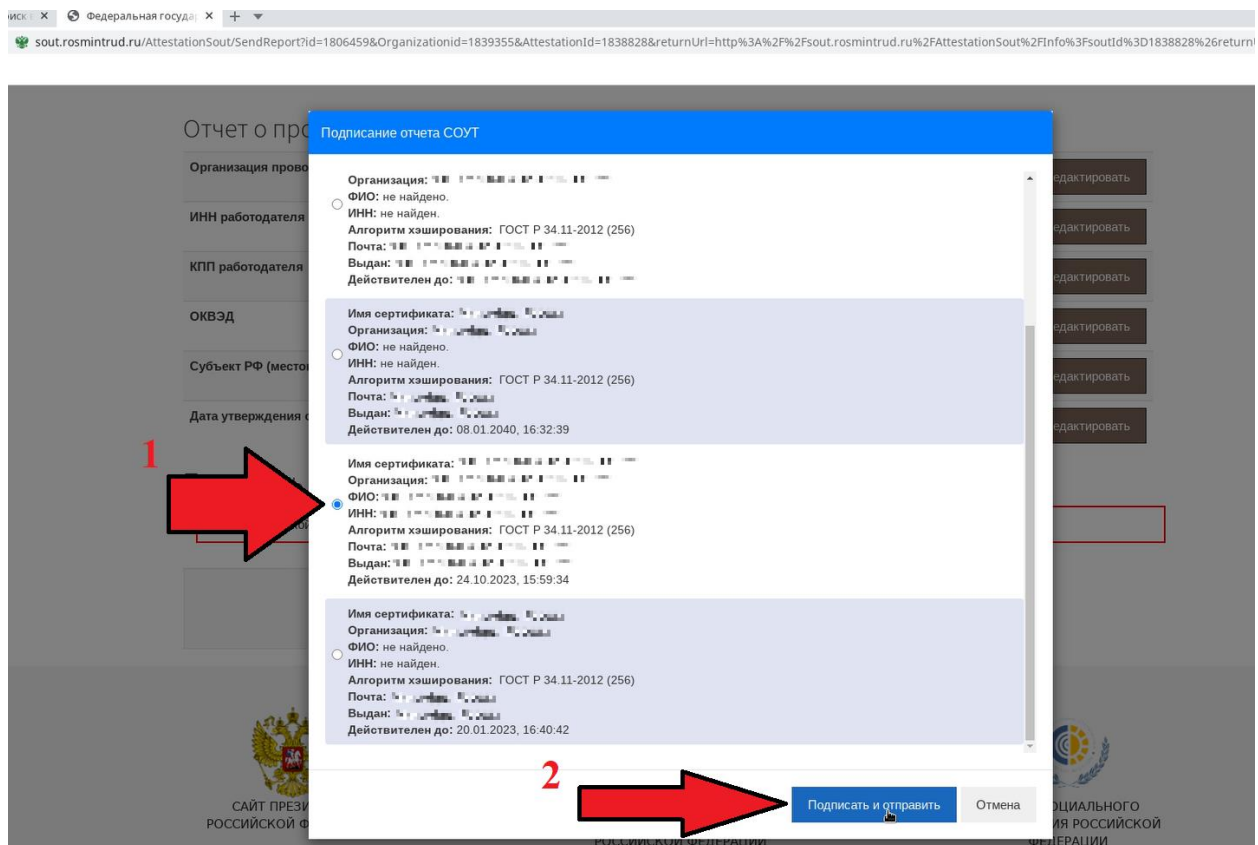 Федеральная госуда
sout.rosmintrud.ru/AttestationSout/SendReport?id=1806459&Organizationid=1839355&AttestationId=1838828&returnUrl=http%3A%2F%2Fsout.rosmintrud.ru%2FAttestationSout%2FInfo%3FsoutId%3D1838828%26return
Отчет о про
Подписание отчета СОУТ
Организация прово
ИНН работодателя
КПП работодателя
ОКВЭД
Субъект РФ (место
Дата утверждения о
едактировать
едактировать
едактировать
едактировать
едактировать
едактировать
Организация:
ФИО: не найдено.
ИНН: не найден.
Алгоритм хэширования: ГОСТ Р 34.11-2012 (256)
Почта:
Выдан:
Действителен до:
Имя сертификата:
Организация:
ФИО: не найдено.
ИНН: не найден.
Алгоритм хэширования: ГОСТ Р 34.11-2012 (256)
Почта:
Выдан:
Действителен до: 08.01.2040, 16:32:39
1
Имя сертификата:
Организация:
ФИО:
ИНН:
Алгоритм хэширования: ГОСТ Р 34.11-2012 (256)
Почта:
Выдан:
Действителен до: 24.10.2023, 15:59:34
Имя сертификата:
Организация:
ФИО: не найдено.
ИНН: не найден.
Алгоритм хэширования: ГОСТ Р 34.11-2012 (256)
Почта:
Выдан:
Действителен до: 20.01.2023, 16:40:42
2
Подписать и отправить
Отмена
САЙТ ПРЕЗИ
РОССИЙСКОЙ Ф
РОССИЙСКОЙ ФЕДЕРАЦИИ
ОЦИАЛЬНОГО
ИЯ РОССИЙСКОЙ
ФЕДЕРАЦИИ